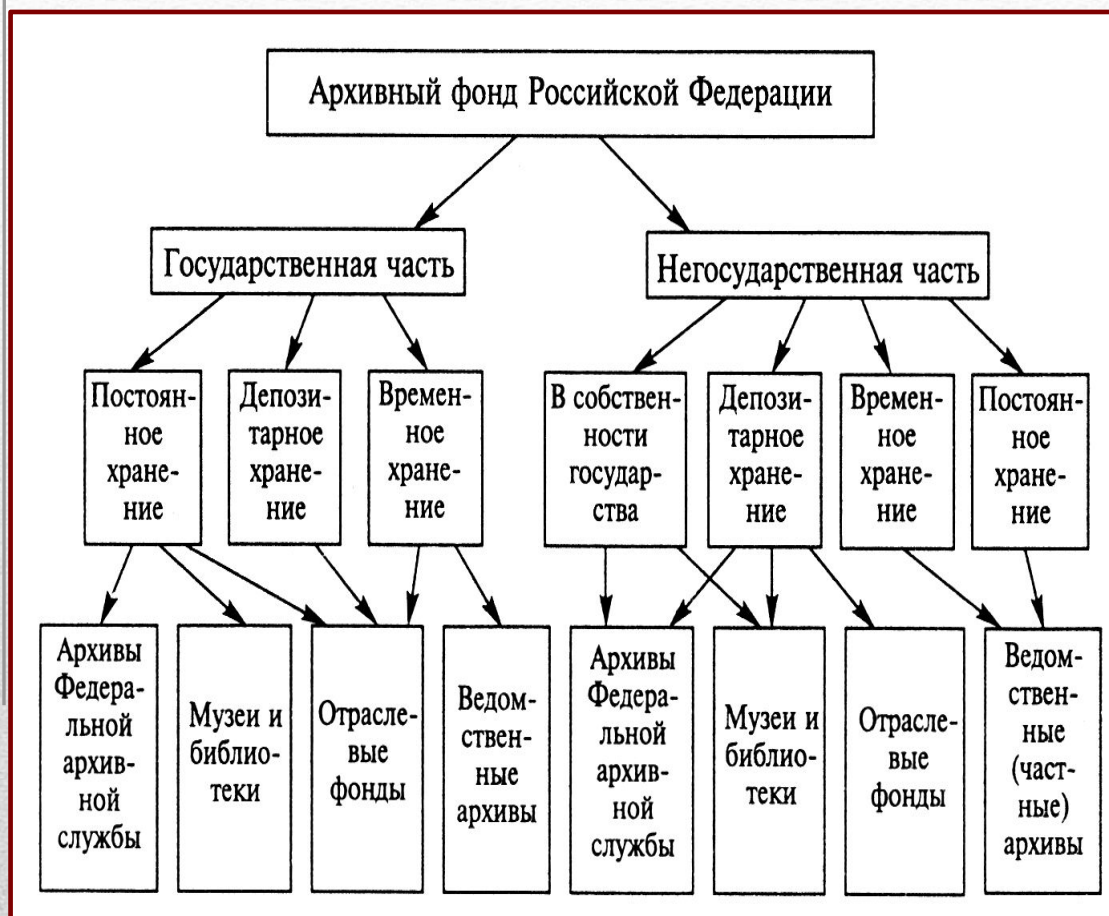 Архивный фонд Российской Федерации
Государственная часть
Негосударственная часть
Постоян-
ное
хране-
ние
Депози-
тарное
хране-
ние
Времен-
ное
хране-
ние
В собствен-
ности
государ-
ства
Депози-
тарное
хране-
ние
Времен-
ное
хране-
ние
Постоян-
ное
хране-
ние
Архивы
Федера-
льной
архив-
ной
службы
Музеи и
библио-
теки
Отрасле-
вые
фонды
Ведом-
ствен-
ные
архивы
Архивы
Федера-
льной
архив-
ной
службы
Музеи и
библио-
теки
Отрасле-
вые
фонды
Ведом-
ствен-
ные
(част-
ные)
архивы